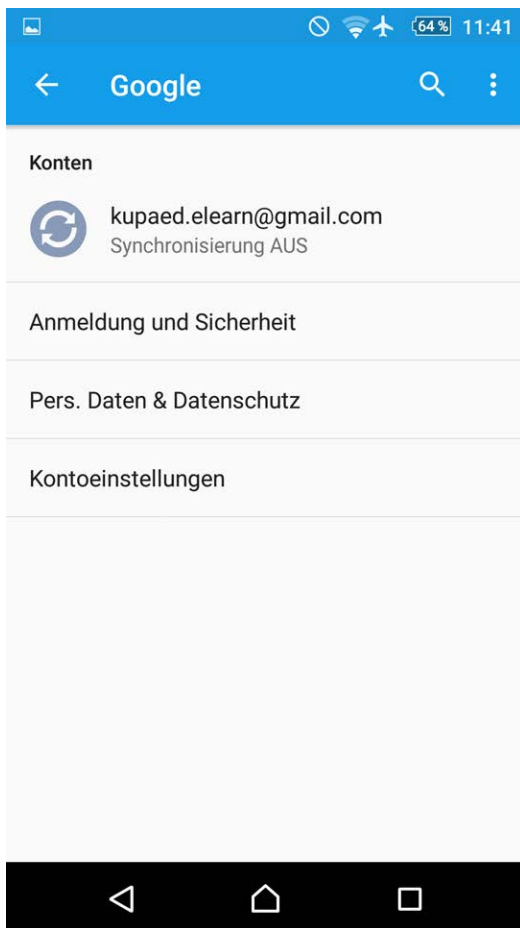 64 % 11:41
Google
Konten
kupaed.elearn@gmail.com
Synchronisierung AUS
Anmeldung und Sicherheit
Pers. Daten & Datenschutz
Kontoeinstellungen